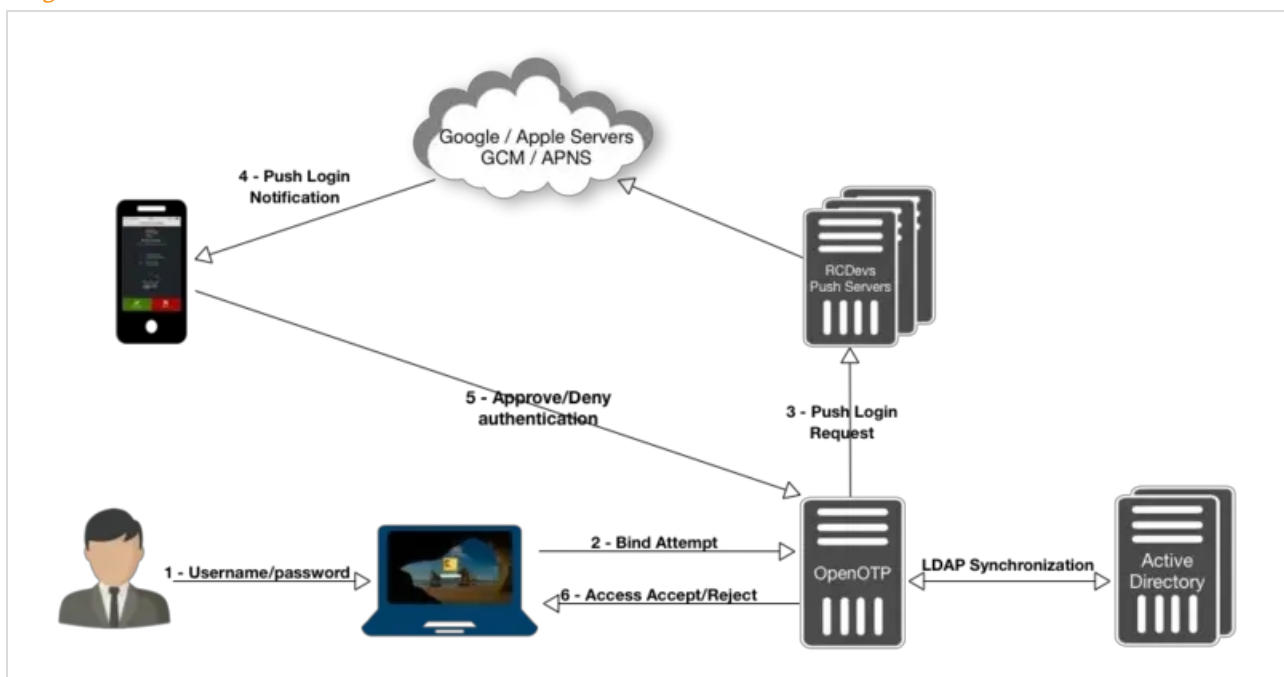 Google / Apple Servers
GCM / APNS
4 - Push Login
Notification
RCDevs
Push Servers
5 - Approve/Deny
authentication
3 - Push Login
Request
1 - Username/password
2 - Bind Attempt
6 - Access Accept/Reject
OpenOTP
LDAP Synchronization
Active
Directory